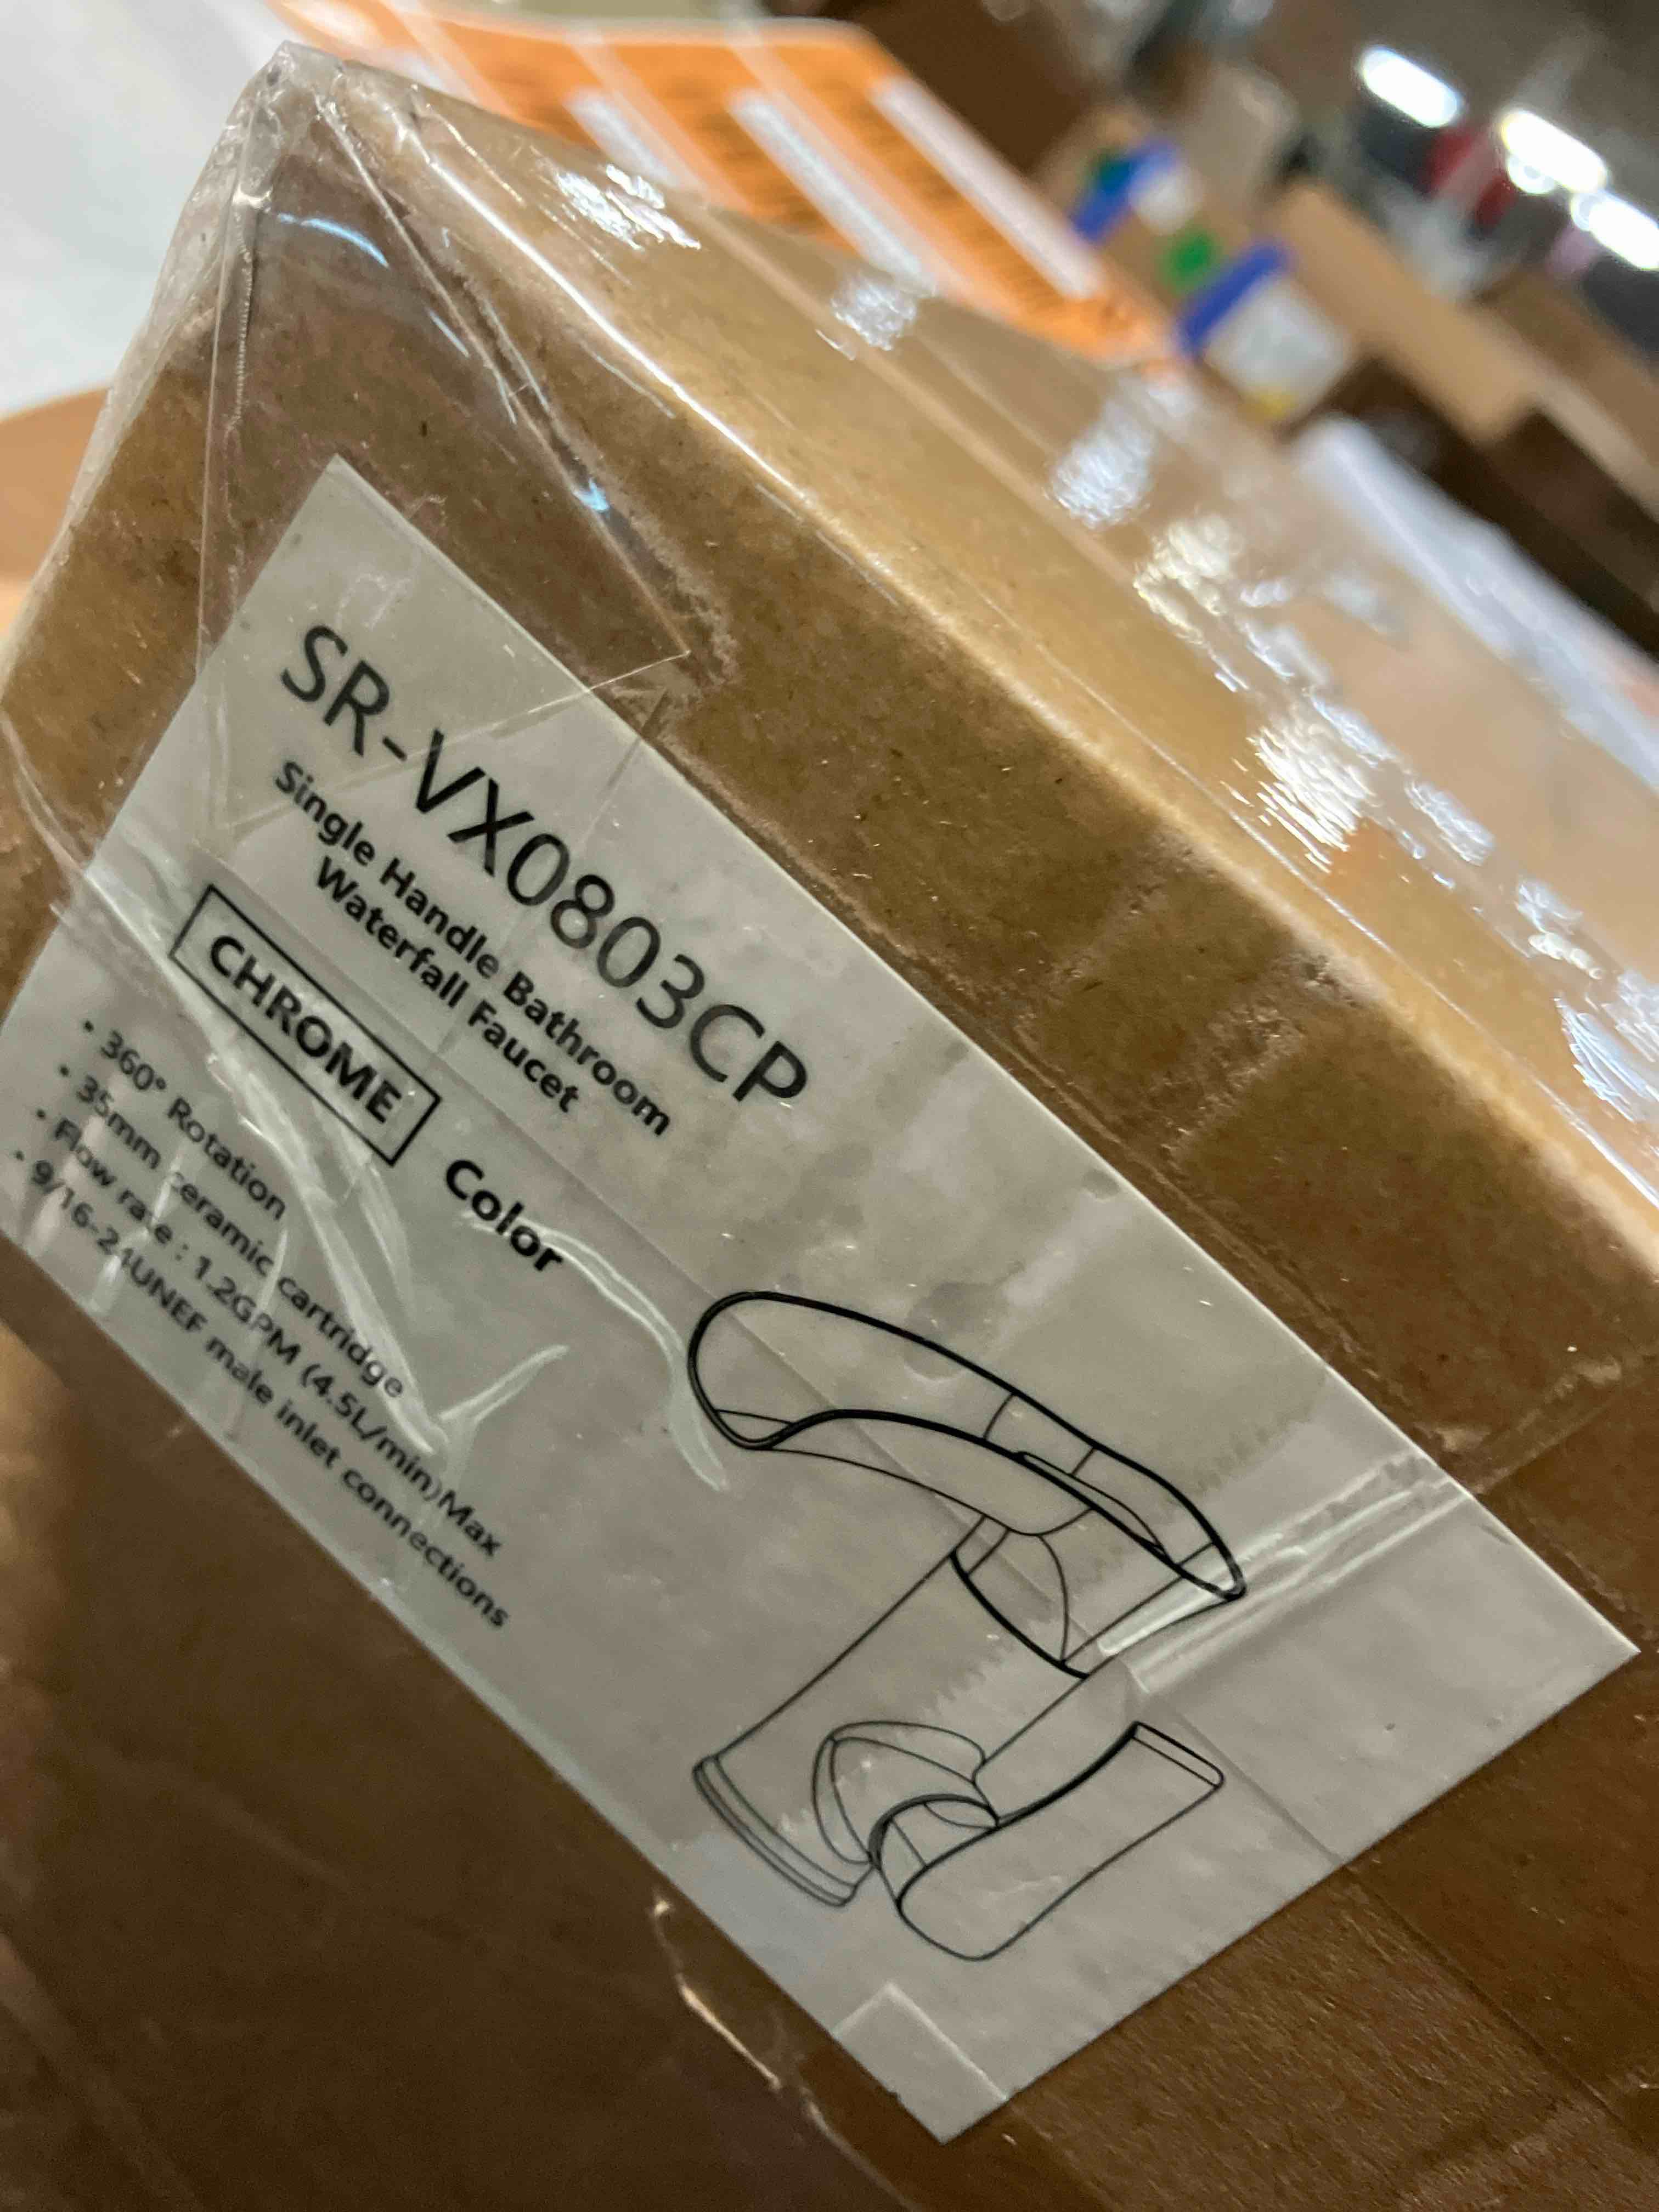 SR-VX0803CP
Single Handle Bathroom
Waterfall Faucet
CHROME Color
• 360° Rotation
• 35mm ceramic cartridge
• Flow rate : 1.2GPM (4.5L/min)Max
• 9/16-24UNEF male inlet connections